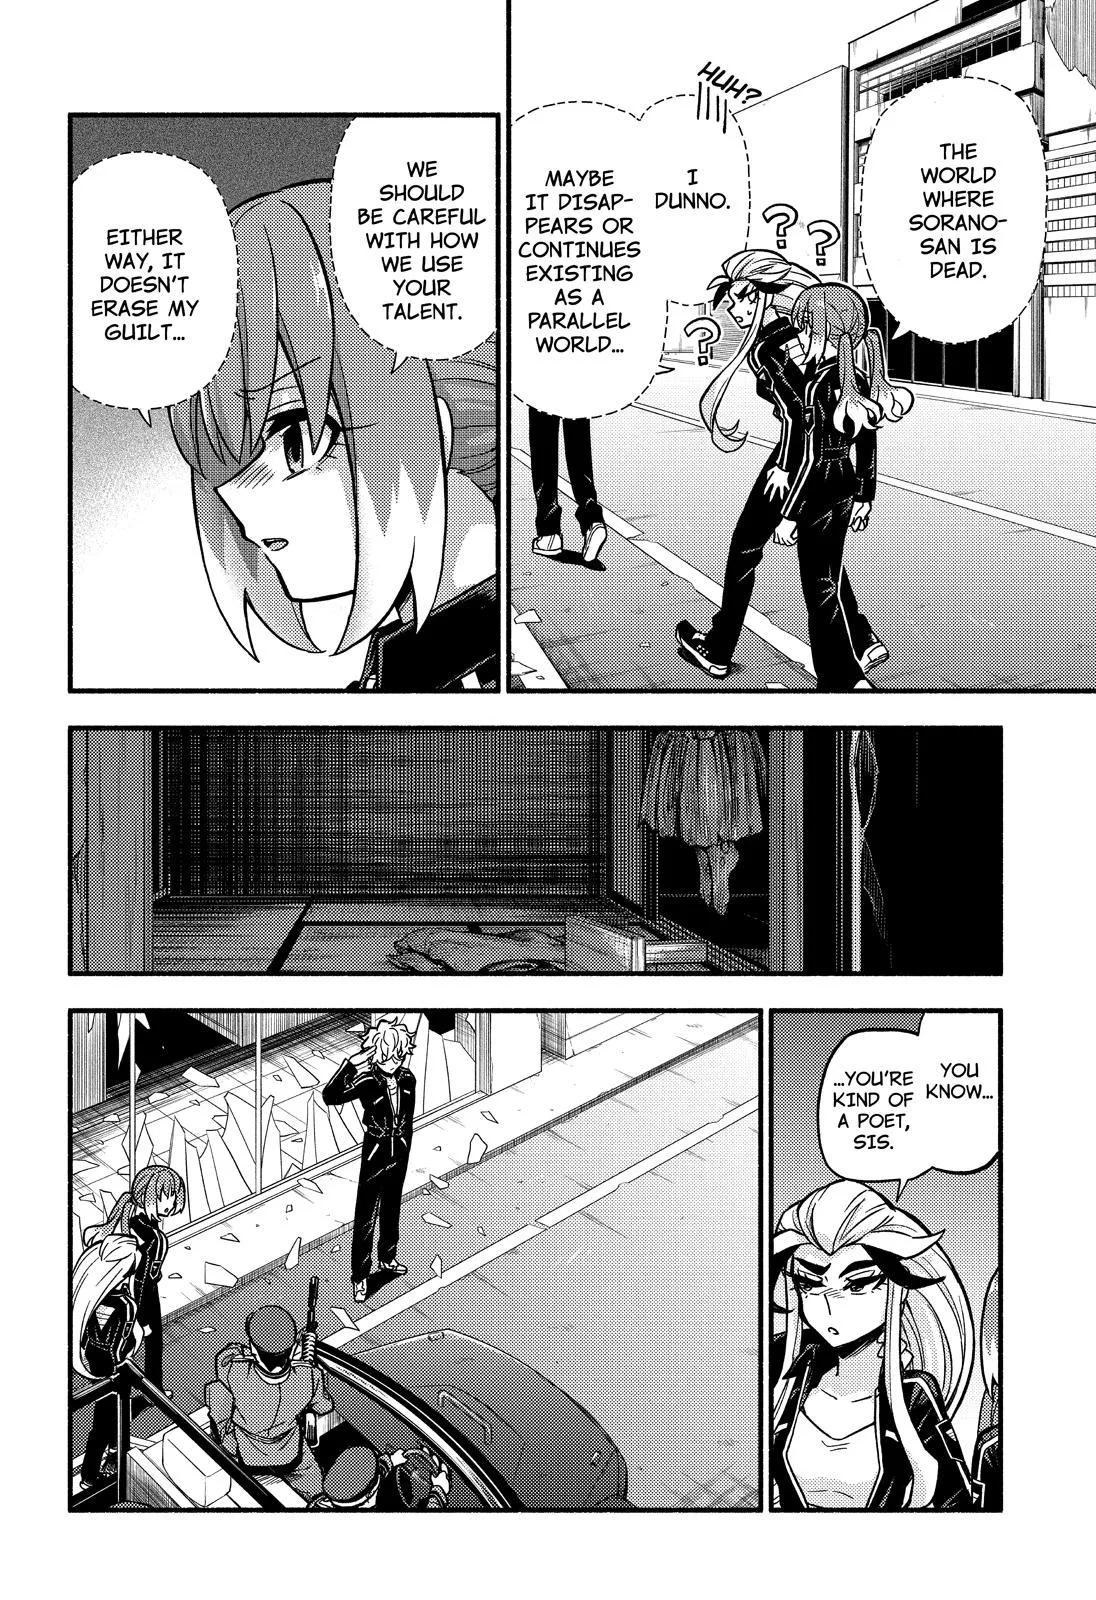 THE
WORLD
WHERE
SORANO-
SAN IS
DEAD.
HUH?
I
DUNNO.
MAYBE
IT DISAP-
PEARS OR
CONTINUES
EXISTING
AS A
PARALLEL
WORLD...
?
?
?
WE
SHOULD
BE CAREFUL
WITH HOW
WE USE
YOUR
TALENT.
EITHER
WAY, IT
DOESN'T
ERASE MY
GUILT...
YOU
KNOW...
...YOU'RE
KIND OF
A POET,
SIS.